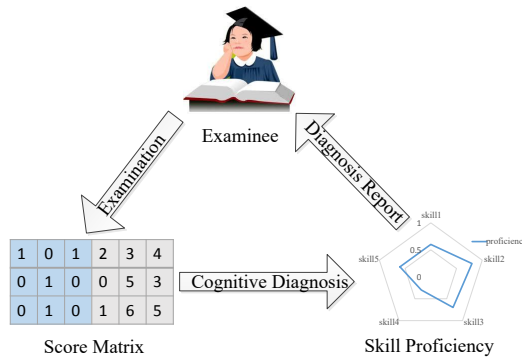 Examinee
Examination
Diagnosis Report
1 0 1 2 3 4
0 1 0 0 5 3
0 1 0 1 6 5
Score Matrix
Cognitive Diagnosis
skill1
1
proficienc
skill2
0.5
skill5
0
skill4
skill3
Skill Proficiency